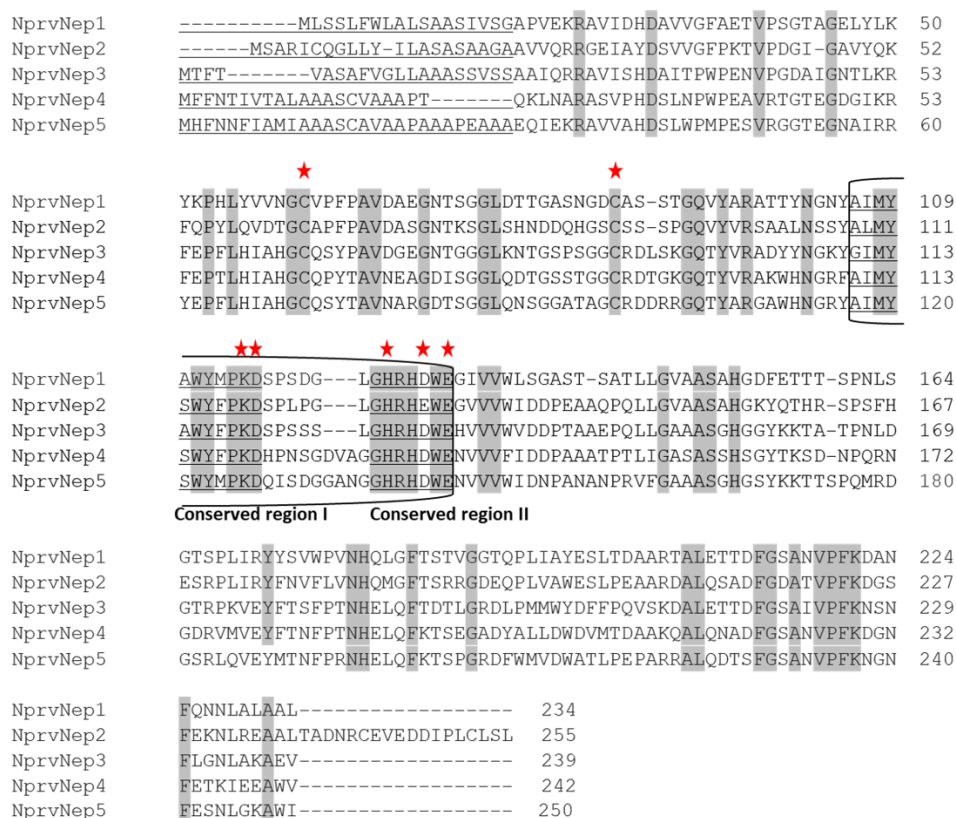 NprvNep1 ---------MLSSLFWLALSAASIVSGAPVEKRAVIDHDAVVGFAETVPSGTAGELYLK 50
NprvNep2 ------MSARICQGLLY-ILASASAAGAAVVQRRGEIAYDSVVGFPKTVPDGI-GAVYQK 52
NprvNep3 MTFT-------VASAFVGLLAAASSVSSAAIQRRAVISHDAITPWPENVPGDAIGNTLKR 53
NprvNep4 MFFNTIVTALAAASCVAAAPT-------QKLNARASVPHDSLNPWPEAVRTGTEGDGIKR 53
NprvNep5 MHFNNFIAMIAAASCAVAAPAAAPEAAAEQIEKRAVVAHDSLWPMPESVRGGTEGNAIRR 60
NprvNep1 YKPHLYVVNGCVPFPAVDAEGNTSGGLDTTGASNGDCAS-STGQVYARATTYNGNYAIMY 109
NprvNep2 FQPYLQVDTGCAPFPAVDASGNTKSGLSHNDDQHGSCSS-SPGQVYVRSAALNSSYALMY 111
NprvNep3 FEPFLHIAHGCQSYPAVDGEGNTGGGLKNTGSPSGGCRDLSKGQTYVRADYYNGKYGIMY 113
NprvNep4 FEPTLHIAHGCQPYTAVNEAGDISGGLQDTGSSTGGCRDTGKGQTYVRAKWHNGRFAIMY 113
NprvNep5 YEPFLHIAHGCQSYTAVNARGDTSGGLQNSGGATAGCRDDRRGQTYARGAWHNGRYAIMY 120
NprvNep1 AWYMPKDSPSDG---LGHRHDWEGIVVWLSGAST-SATLLGVAASAHGDFETTT-SPNLS 164
NprvNep2 SWYFPKDSPLPG---LGHRHEWEGVVVWIDDPEAAQPQLLGVAASAHGKYQTHR-SPSFH 167
NprvNep3 AWYFPKDSPSSS---LGHRHDWEHVVVWVDDPTAAEPQLLGAAASGHGGYKKTA-TPNLD 169
NprvNep4 SWYFPKDHPNSGDVAGGHRHDWENVVVFIDDPAAATPTLIGASASSHSGYTKSD-NPQRN 172
NprvNep5 SWYMPKDQISDGGANGGHRHDWENVVVWIDNPANANPRVFGAAASGHGSYKKTTSPQMRD 180
Conserved region I Conserved region II
NprvNep1 GTSPLIRYYSVWPVNHQLGFTSTVGGTQPLIAYESLTDAARTALETTDFGSANVPFKDAN 224
NprvNep2 ESRPLIRYFNVFLVNHQMGFTSRRGDEQPLVAWESLPEAARDALQSADFGDATVPFKDGS 227
NprvNep3 GTRPKVEYFTSFPTNHELQFTDTLGRDLPMMWYDFFPQVSKDALETTDFGSAIVPFKNSN 229
NprvNep4 GDRVMVEYFTNFPTNHELQFKTSEGADYALLDWDVMTDAAKQALQNADFGSANVPFKDGN 232
NprvNep5 GSRLQVEYMTNFPRNHELQFKTSPGRDFWMVDWATLPEPARRALQDTSFGSANVPFKNGN 240
NprvNep1 FQNNLALAAL------------------ 234
NprvNep2 FEKNLREAALTADNRCEVEDDIPLCLSL 255
NprvNep3 FLGNLAKAEV------------------ 239
NprvNep4 FETKIEEAWV------------------ 242
NprvNep5 FESNLGKAWI------------------ 250